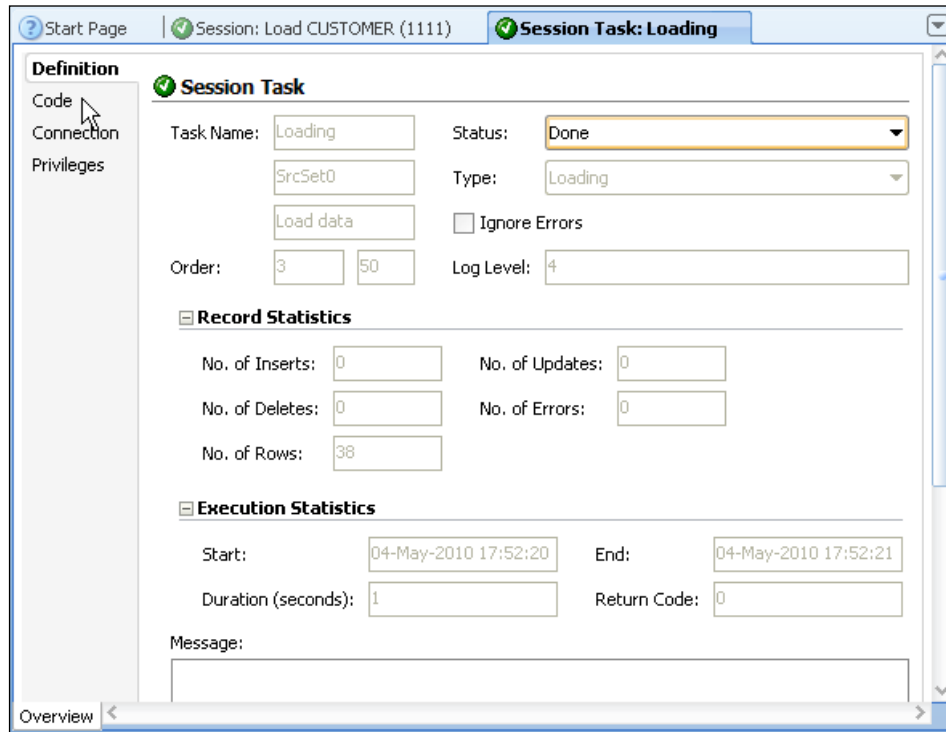 Start Page Session: Load CUSTOMER (1111) Session Task: Loading
Definition
Code
Connection
Privileges
Session Task
Task Name: Loading Status: Done
SrcSet0 Type: Loading
Load data Ignore Errors
Order: 3 50 Log Level: 4
Record Statistics
No. of Inserts: 0 No. of Updates: 0
No. of Deletes: 0 No. of Errors: 0
No. of Rows: 38
Execution Statistics
Start: 04-May-2010 17:52:20 End: 04-May-2010 17:52:21
Duration (seconds): 1 Return Code: 0
Message:
Overview